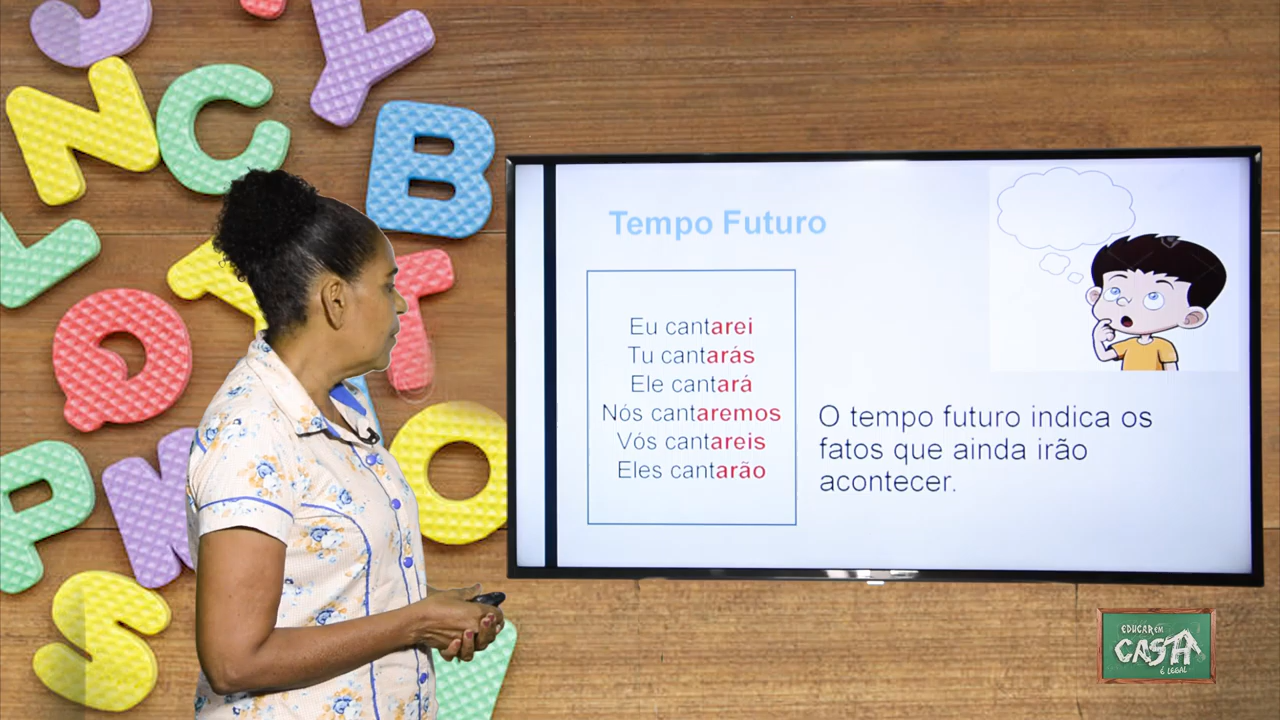 Tempo Futuro
Eu cantarei
Tu cantarás
Ele cantará
Nós cantaremos
Vós cantareis
Eles cantarão
O tempo futuro indica os
fatos que ainda irão
acontecer.
J
Y
N
C
B
L
T
Q
P
N
O
S
EDUCAR EM
CASA
É LEGAL